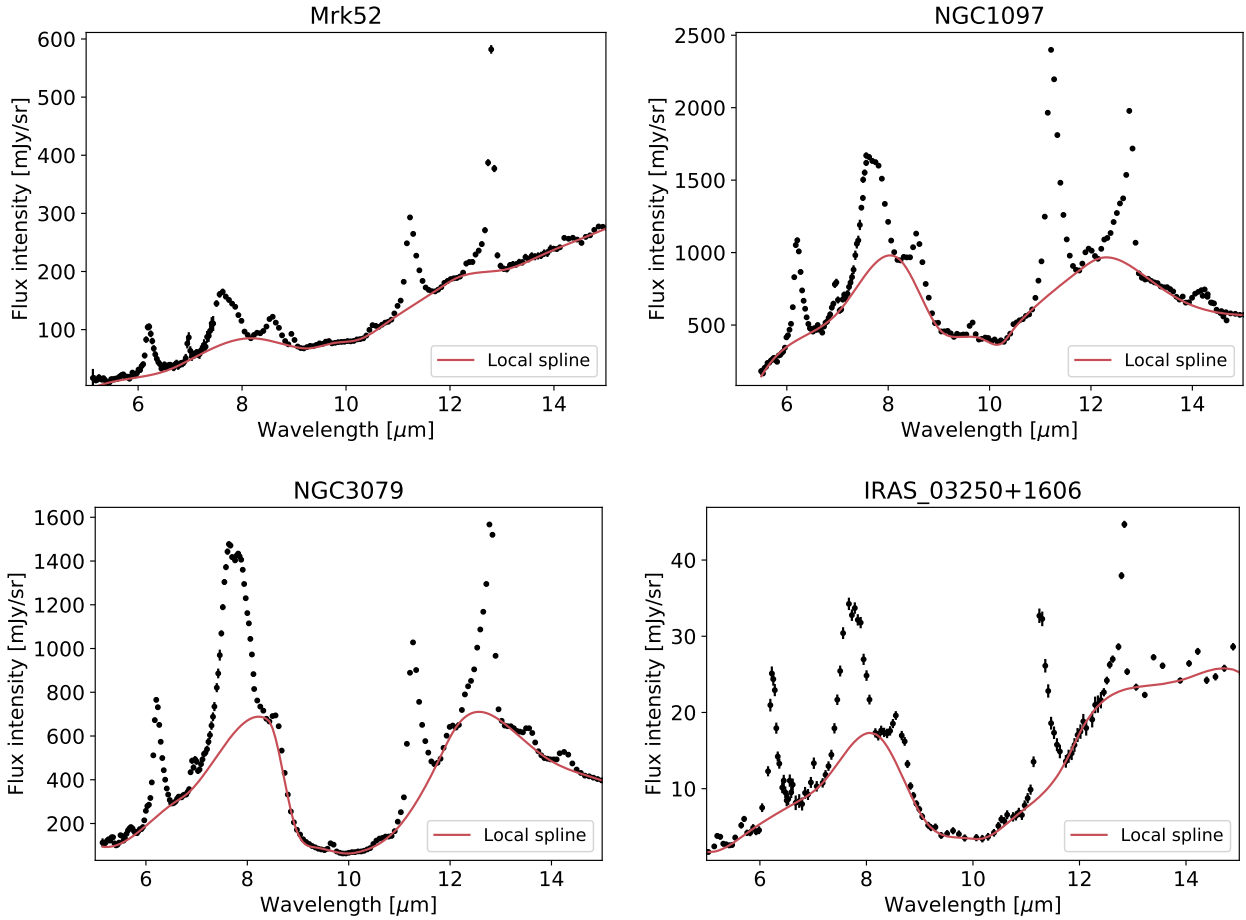 Mrk52
600
500
400
300
200
100
Flux intensity [mJy/sr]
6 8 10 12 14
Wavelength [μm]
Local spline
NGC1097
2500
2000
1500
1000
500
Flux intensity [mJy/sr]
6 8 10 12 14
Wavelength [μm]
Local spline
NGC3079
1600
1400
1200
1000
800
600
400
200
Flux intensity [mJy/sr]
6 8 10 12 14
Wavelength [μm]
Local spline
IRAS_03250+1606
40
30
20
10
Flux intensity [mJy/sr]
6 8 10 12 14
Wavelength [μm]
Local spline